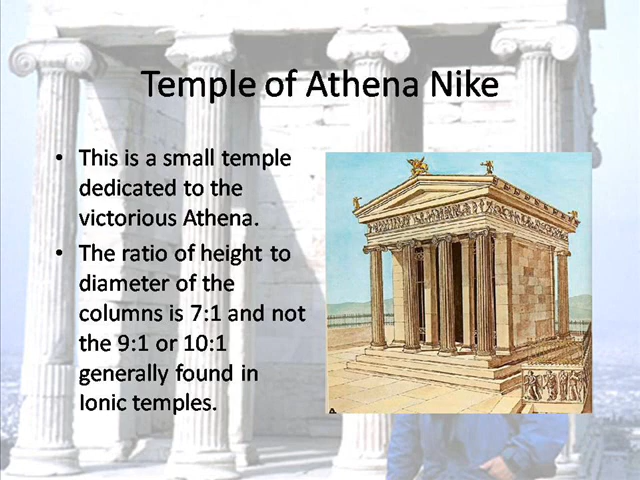 Temple of Athena Nike
• This is a small temple
dedicated to the
victorious Athena.
• The ratio of height to
diameter of the
columns is 7:1 and not
the 9:1 or 10:1
generally found in
Ionic temples.